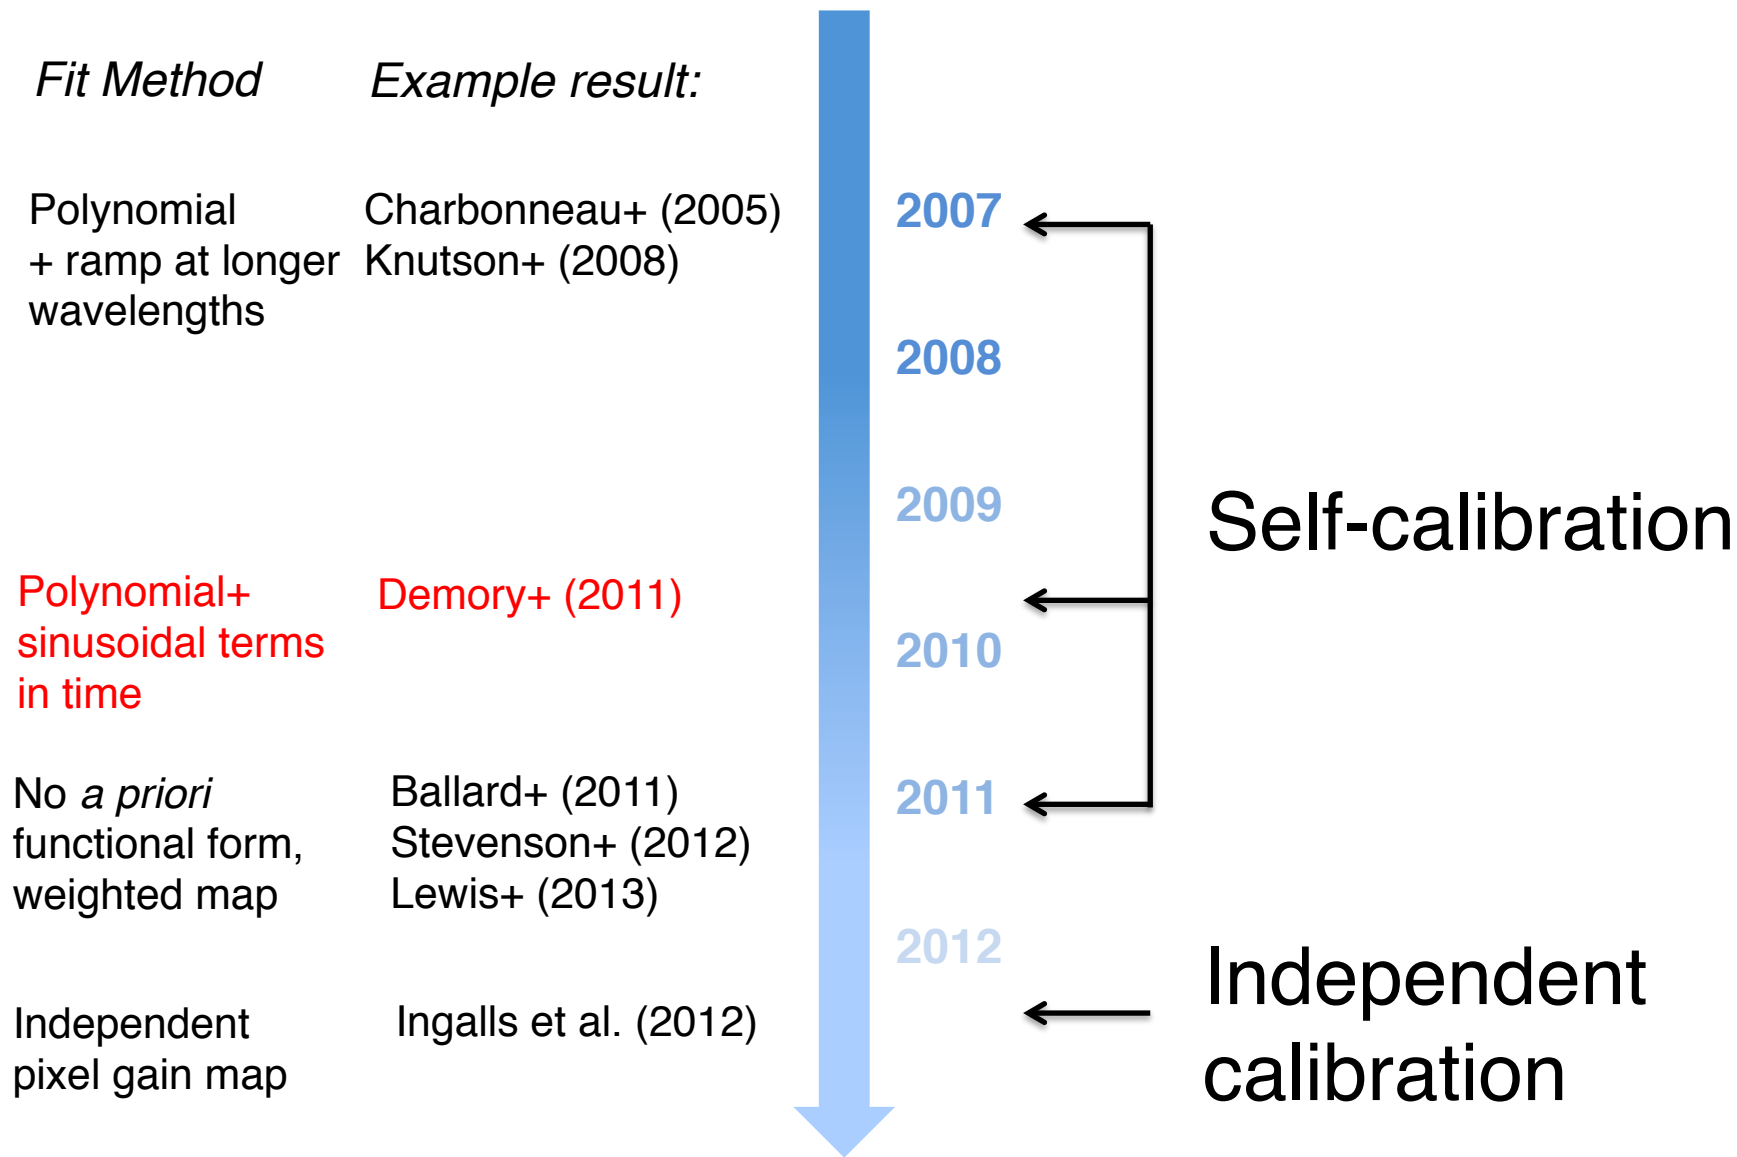 Fit Method
Example result:
Polynomial
+ ramp at longer
wavelengths
Charbonneau+ (2005)
Knutson+ (2008)
2007
2008
2009
Self-calibration
Polynomial+
sinusoidal terms
in time
Demory+ (2011)
2010
No a priori
functional form,
weighted map
Ballard+ (2011)
Stevenson+ (2012)
Lewis+ (2013)
2011
2012
Independent
pixel gain map
Ingalls et al. (2012)
Independent
calibration